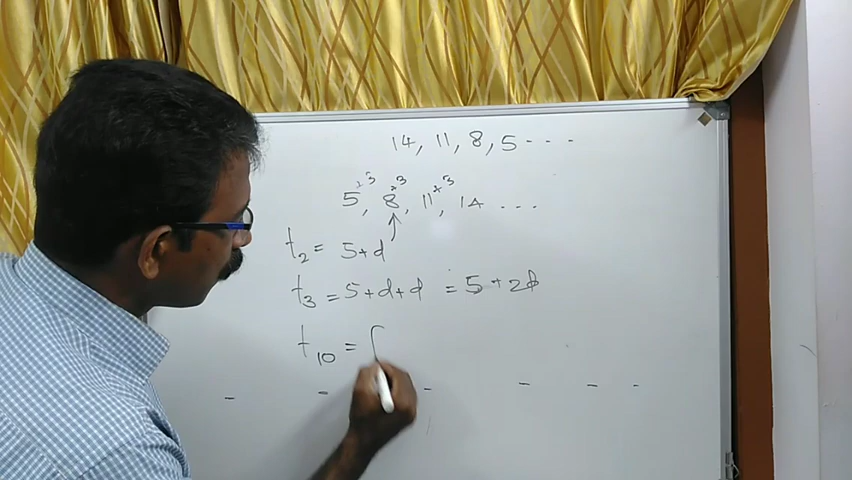 14, 11, 8, 5 - - - -
+3 +3 +3
5, 8, 11, 14 ...
t₂ = 5+d
t₃ = 5+d+d = 5+2d
t₁₀ =
- - - - - -